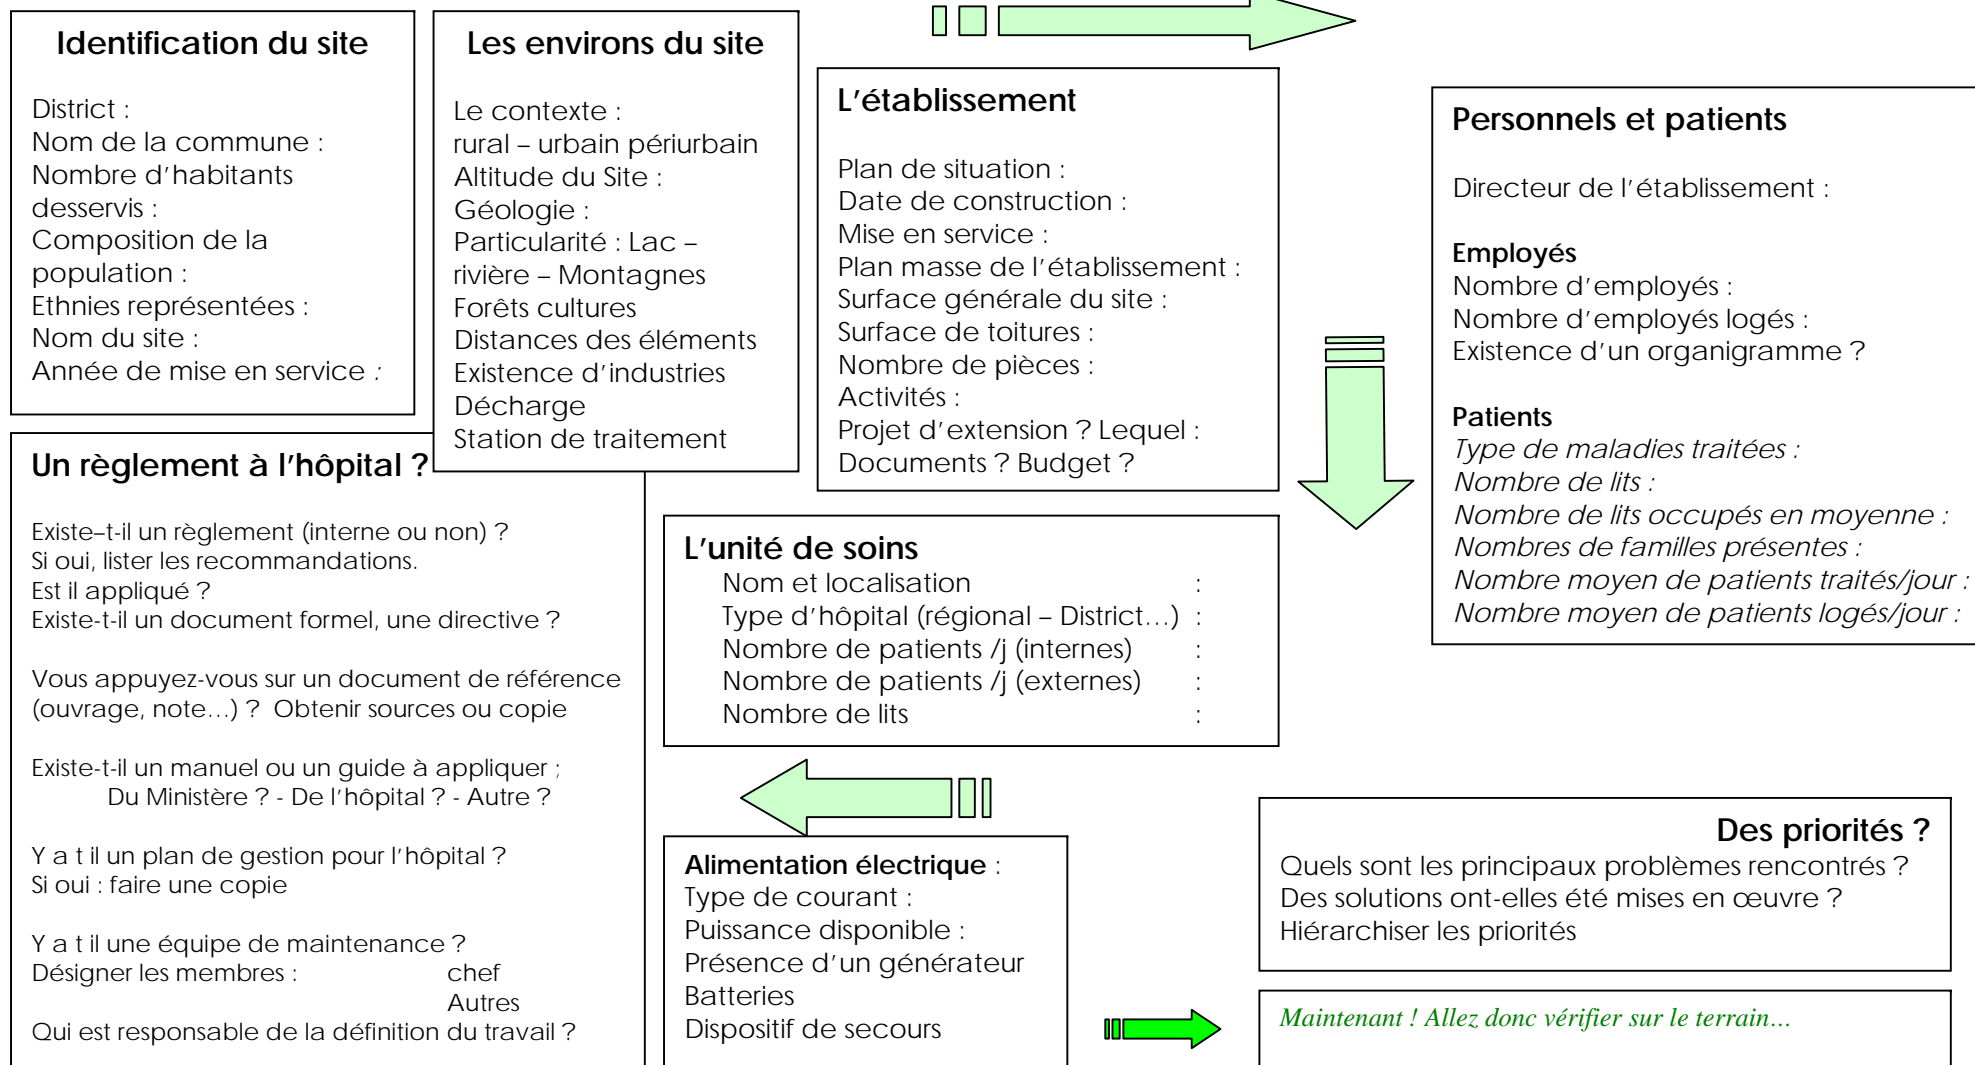 Identification du site
District :
Nom de la commune :
Nombre d'habitants
desservis :
Composition de la
population :
Ethnies représentées :
Nom du site :
Année de mise en service :
Les environs du site
Le contexte :
rural – urbain périurbain
Altitude du Site :
Géologie :
Particularité : Lac –
rivière – Montagnes
Forêts cultures
Distances des éléments
Existence d'industries
Décharge
Station de traitement
L'établissement
Plan de situation :
Date de construction :
Mise en service :
Plan masse de l'établissement :
Surface générale du site :
Surface de toitures :
Nombre de pièces :
Activités :
Projet d'extension ? Lequel :
Documents ? Budget ?
Personnels et patients
Directeur de l'établissement :
Employés
Nombre d'employés :
Nombre d'employés logés :
Existence d'un organigramme ?
Patients
Type de maladies traitées :
Nombre de lits :
Nombre de lits occupés en moyenne :
Nombres de familles présentes :
Nombre moyen de patients traités/jour :
Nombre moyen de patients logés/jour :
L'unité de soins
Nom et localisation :
Type d'hôpital (régional – District…) :
Nombre de patients /j (internes) :
Nombre de patients /j (externes) :
Nombre de lits :
Un règlement à l'hôpital ?
Existe–t-il un règlement (interne ou non) ?
Si oui, lister les recommandations.
Est il appliqué ?
Existe-t-il un document formel, une directive ?
Vous appuyez-vous sur un document de référence
(ouvrage, note…) ? Obtenir sources ou copie
Existe-t-il un manuel ou un guide à appliquer ;
Du Ministère ? - De l'hôpital ? - Autre ?
Y a t il un plan de gestion pour l'hôpital ?
Si oui : faire une copie
Y a t il une équipe de maintenance ?
Désigner les membres : chef
Autres
Qui est responsable de la définition du travail ?
Alimentation électrique :
Type de courant :
Puissance disponible :
Présence d'un générateur
Batteries
Dispositif de secours
Des priorités ?
Quels sont les principaux problèmes rencontrés ?
Des solutions ont-elles été mises en œuvre ?
Hiérarchiser les priorités
Maintenant ! Allez donc vérifier sur le terrain…